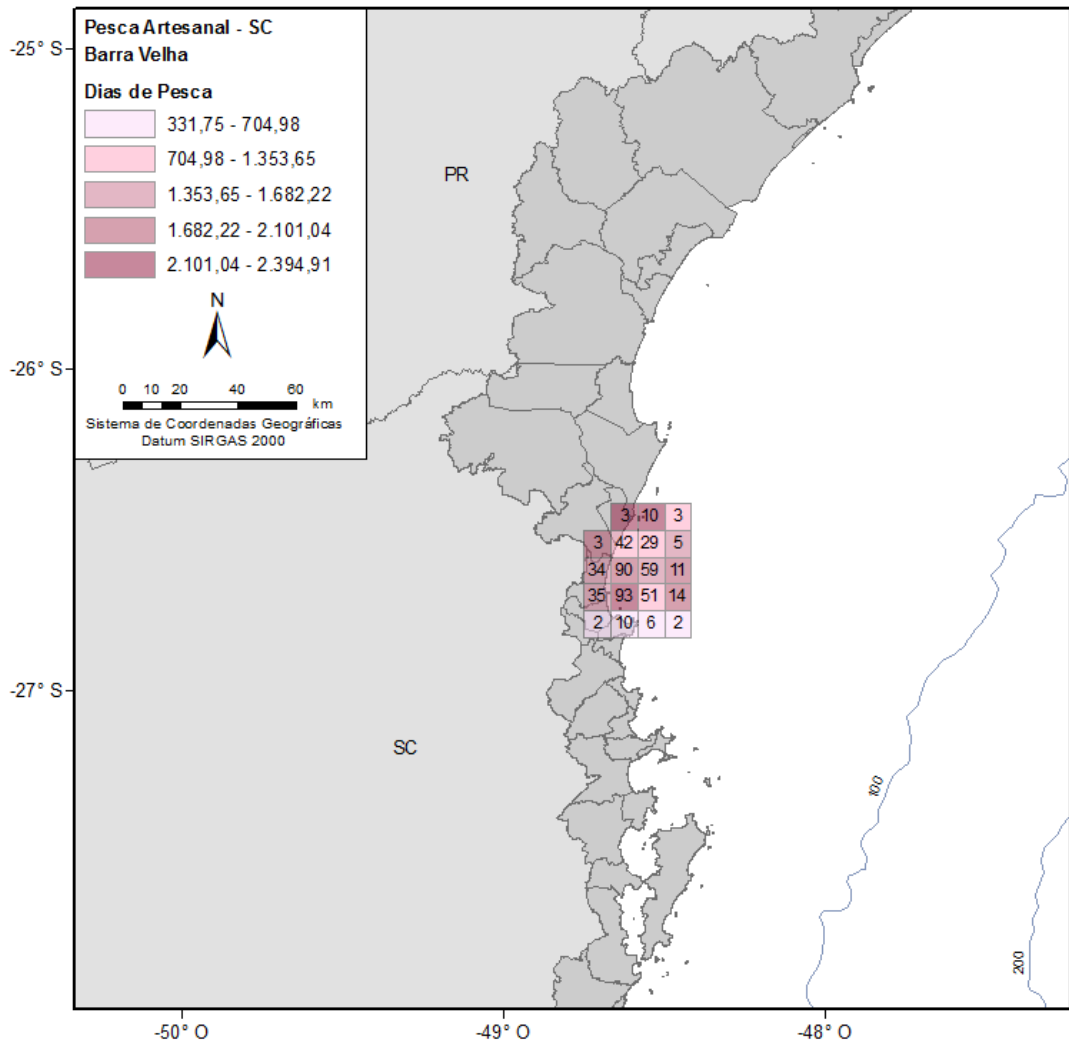 Pesca Artesanal - SC
Barra Velha
Dias de Pesca
331,75 - 704,98
704,98 - 1.353,65
1.353,65 - 1.682,22
1.682,22 - 2.101,04
2.101,04 - 2.394,91
N
0 10 20 40 60
km
Sistema de Coordenadas Geográficas
Datum SIRGAS 2000
-25° S
-26° S
-27° S
PR
SC
3 10 3
3 42 29 5
34 90 59 11
35 93 51 14
2 10 6 2
100
200
-50° O -49° O -48° O